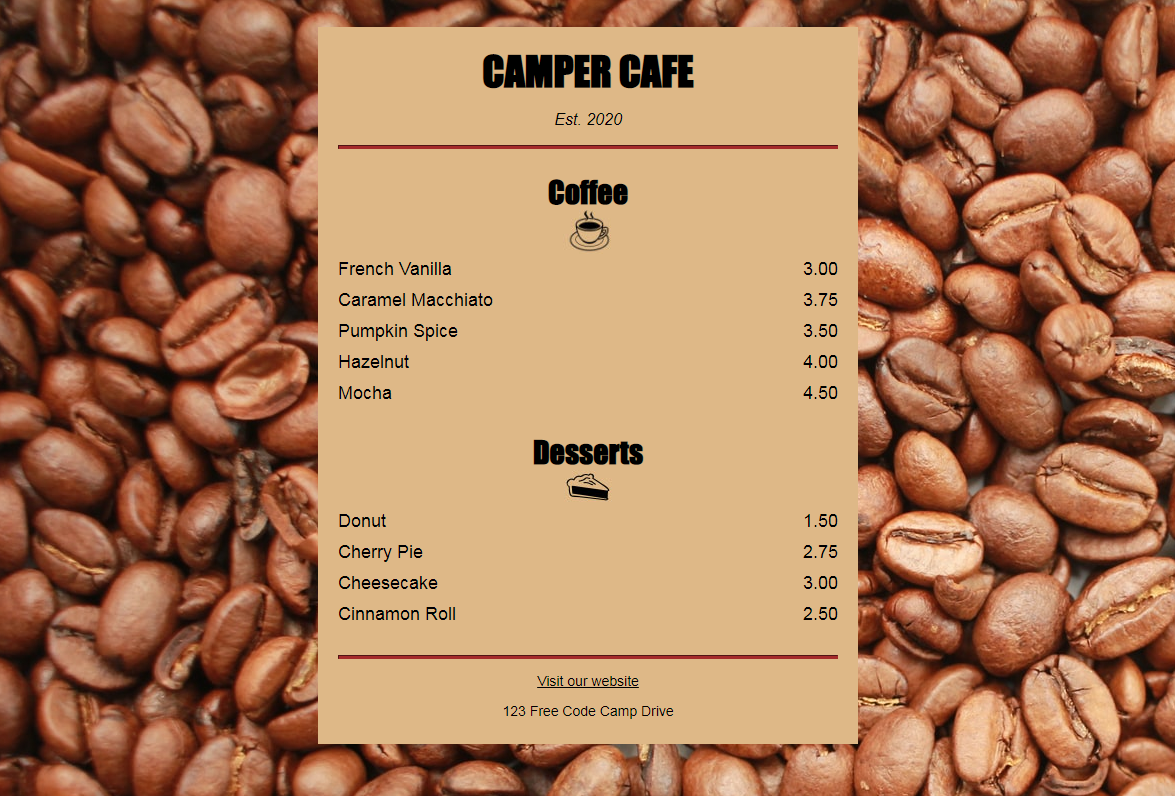 CAMPER CAFE
Est. 2020
Coffee
French Vanilla 3.00
Caramel Macchiato 3.75
Pumpkin Spice 3.50
Hazelnut 4.00
Mocha 4.50
Desserts
Donut 1.50
Cherry Pie 2.75
Cheesecake 3.00
Cinnamon Roll 2.50
Visit our website
123 Free Code Camp Drive